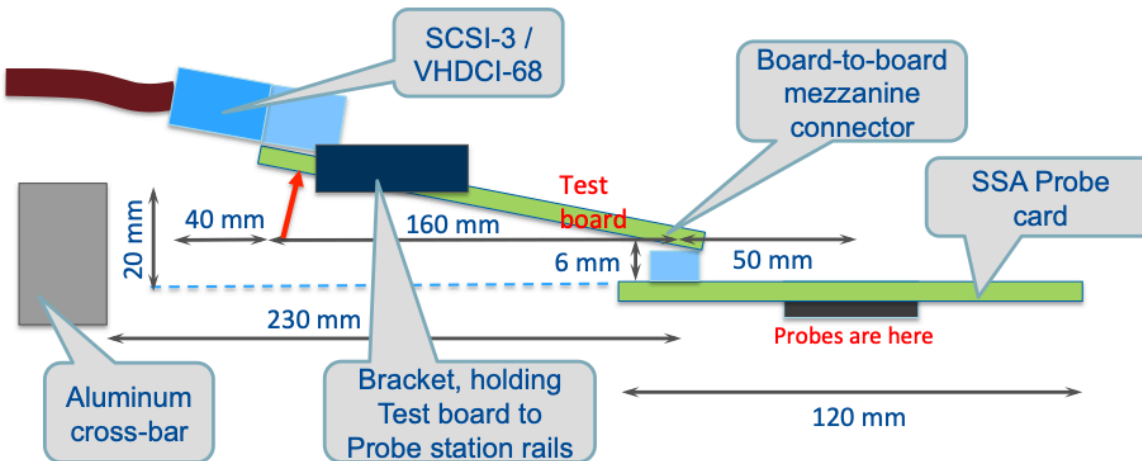 SCSI-3 /
VHDCI-68
Board-to-board
mezzanine
connector
SSA Probe
card
Test
board
40 mm
160 mm
20 mm
6 mm
50 mm
230 mm
Probes are here
Aluminum
cross-bar
Bracket, holding
Test board to
Probe station rails
120 mm